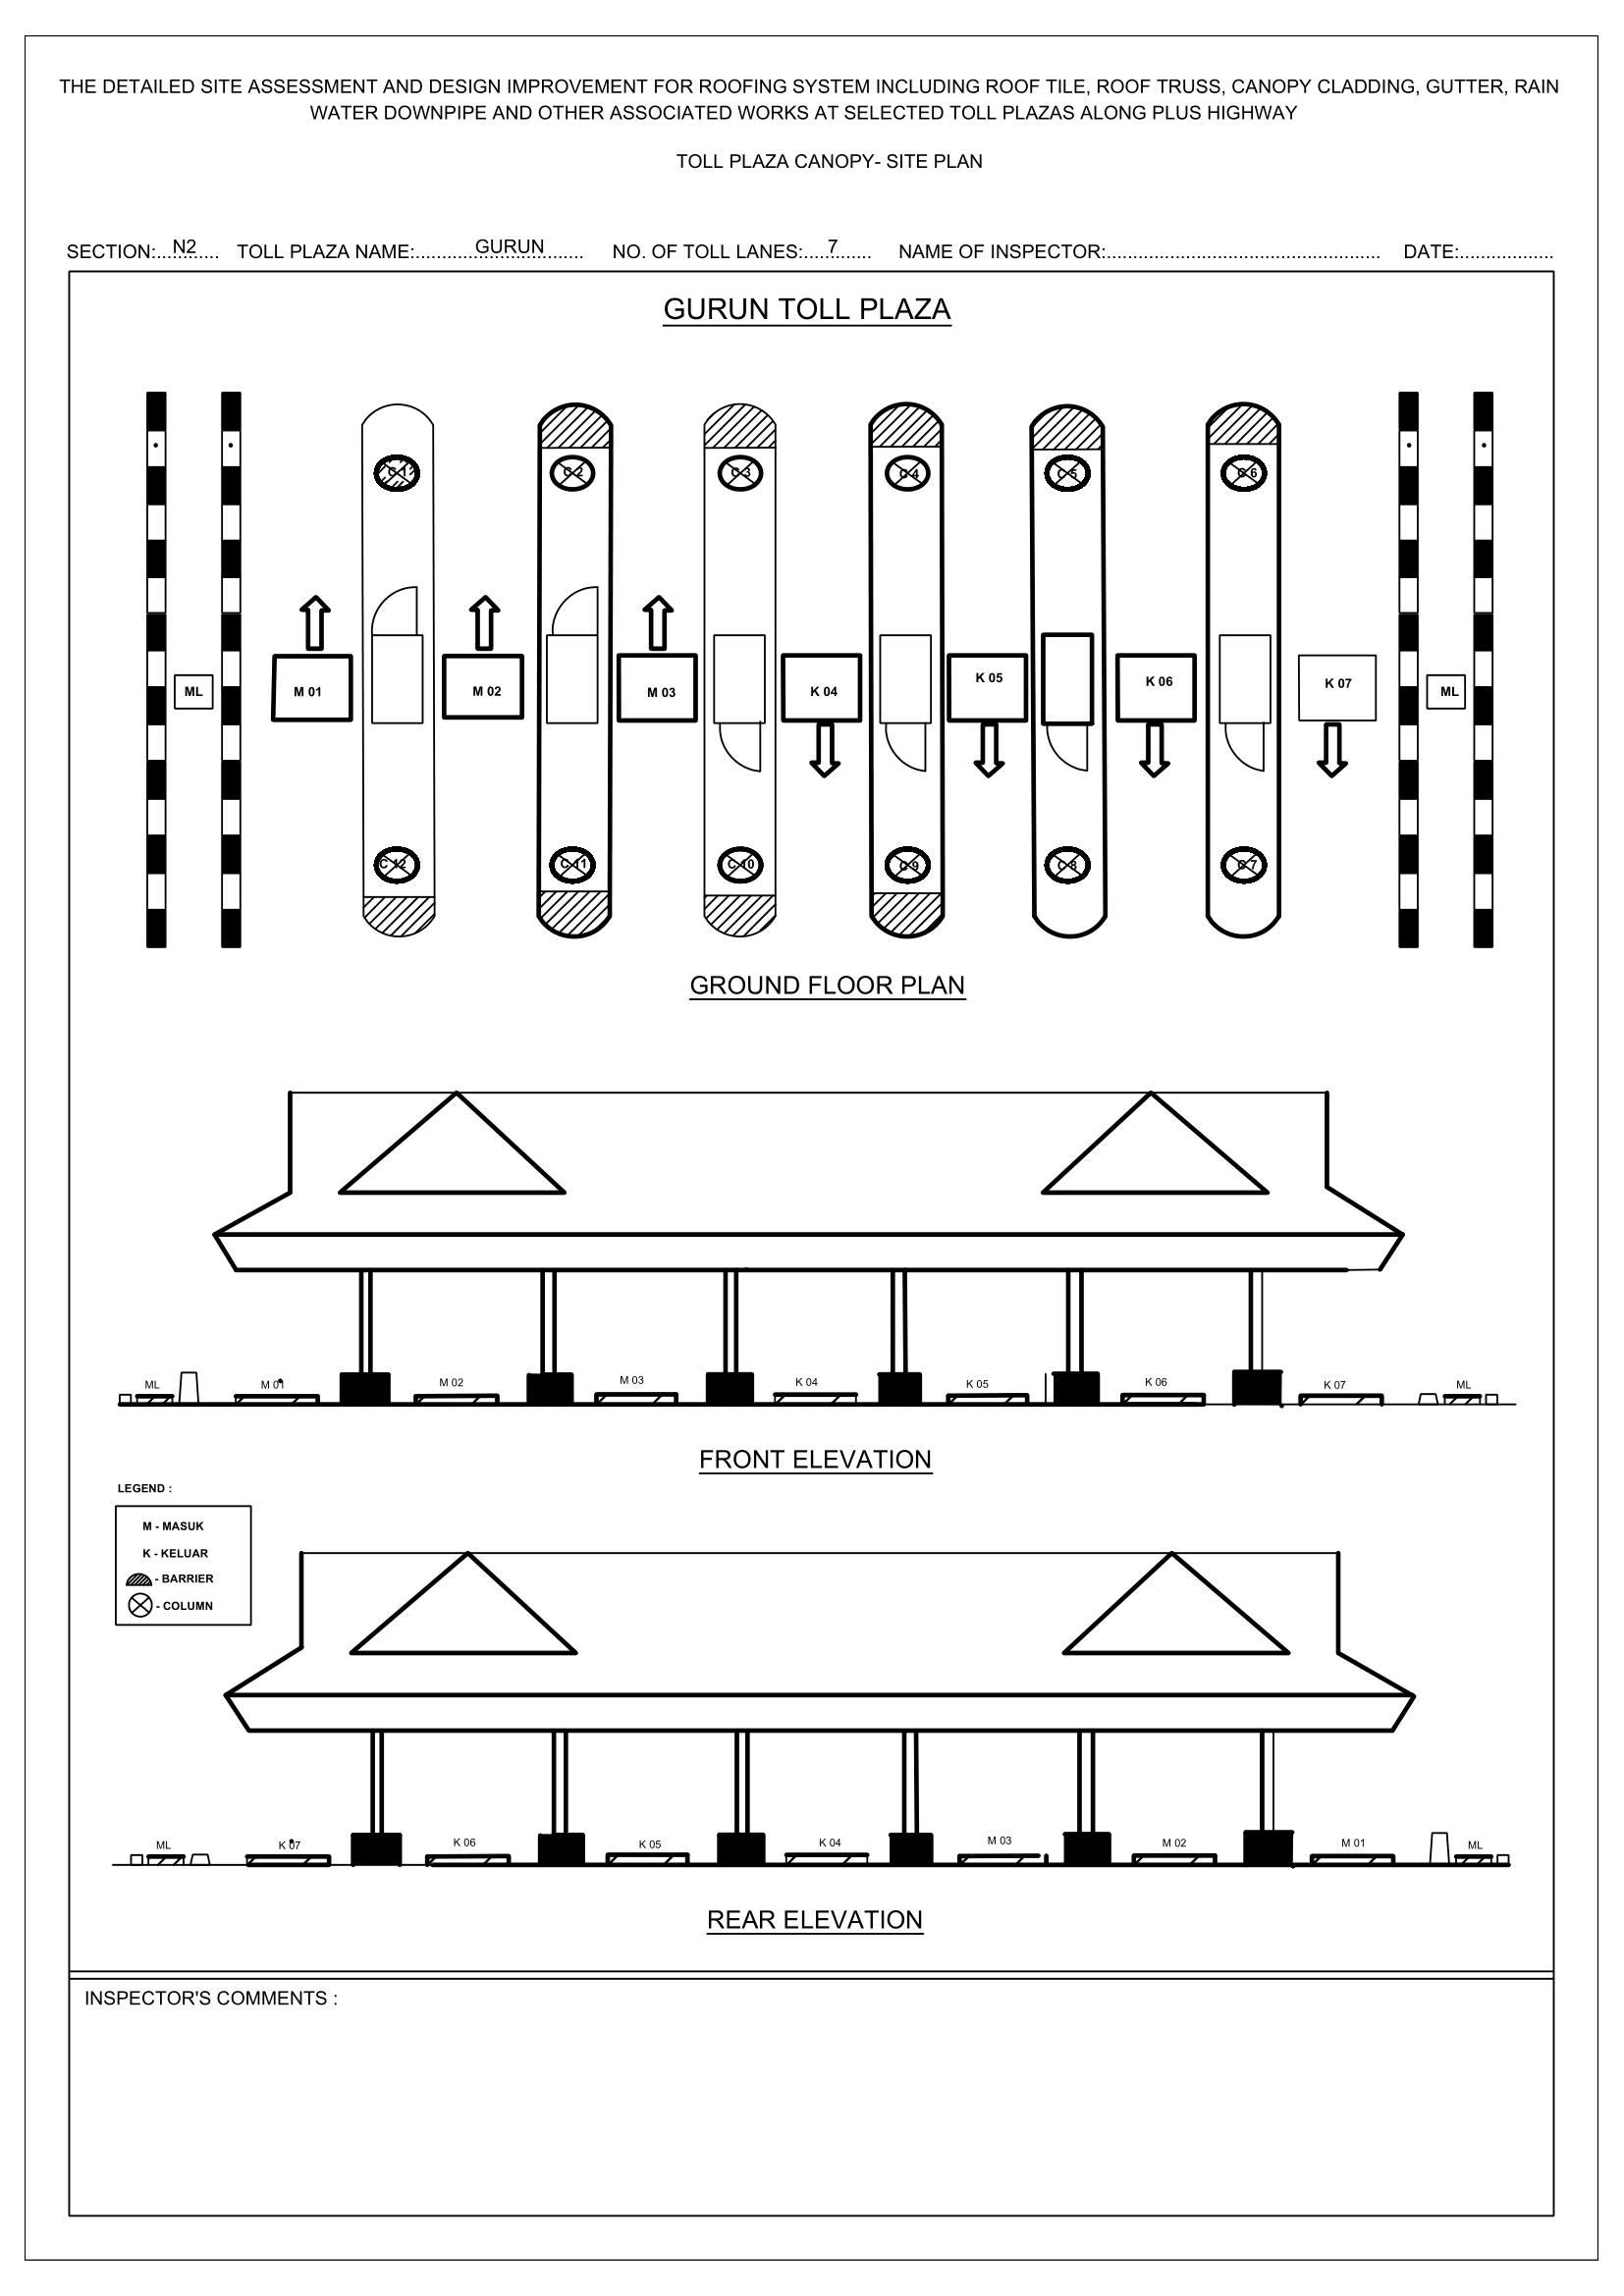 THE DETAILED SITE ASSESSMENT AND DESIGN IMPROVEMENT FOR ROOFING SYSTEM INCLUDING ROOF TILE, ROOF TRUSS, CANOPY CLADDING, GUTTER, RAIN
WATER DOWNPIPE AND OTHER ASSOCIATED WORKS AT SELECTED TOLL PLAZAS ALONG PLUS HIGHWAY
TOLL PLAZA CANOPY- SITE PLAN
SECTION:....N2.... TOLL PLAZA NAME:...........GURUN....... NO. OF TOLL LANES:....7...... NAME OF INSPECTOR:.................................................... DATE:..................
GURUN TOLL PLAZA
C 1 C 2 C 3 C 4 C 5 C 6
ML M 01 M 02 M 03 K 04 K 05 K 06 K 07 ML
C 12 C 11 C 10 C 9 C 8 C 7
GROUND FLOOR PLAN
ML M 01 M 02 M 03 K 04 K 05 K 06 K 07 ML
FRONT ELEVATION
LEGEND :
M - MASUK
K - KELUAR
- BARRIER
- COLUMN
ML K 07 K 06 K 05 K 04 M 03 M 02 M 01 ML
REAR ELEVATION
INSPECTOR'S COMMENTS :